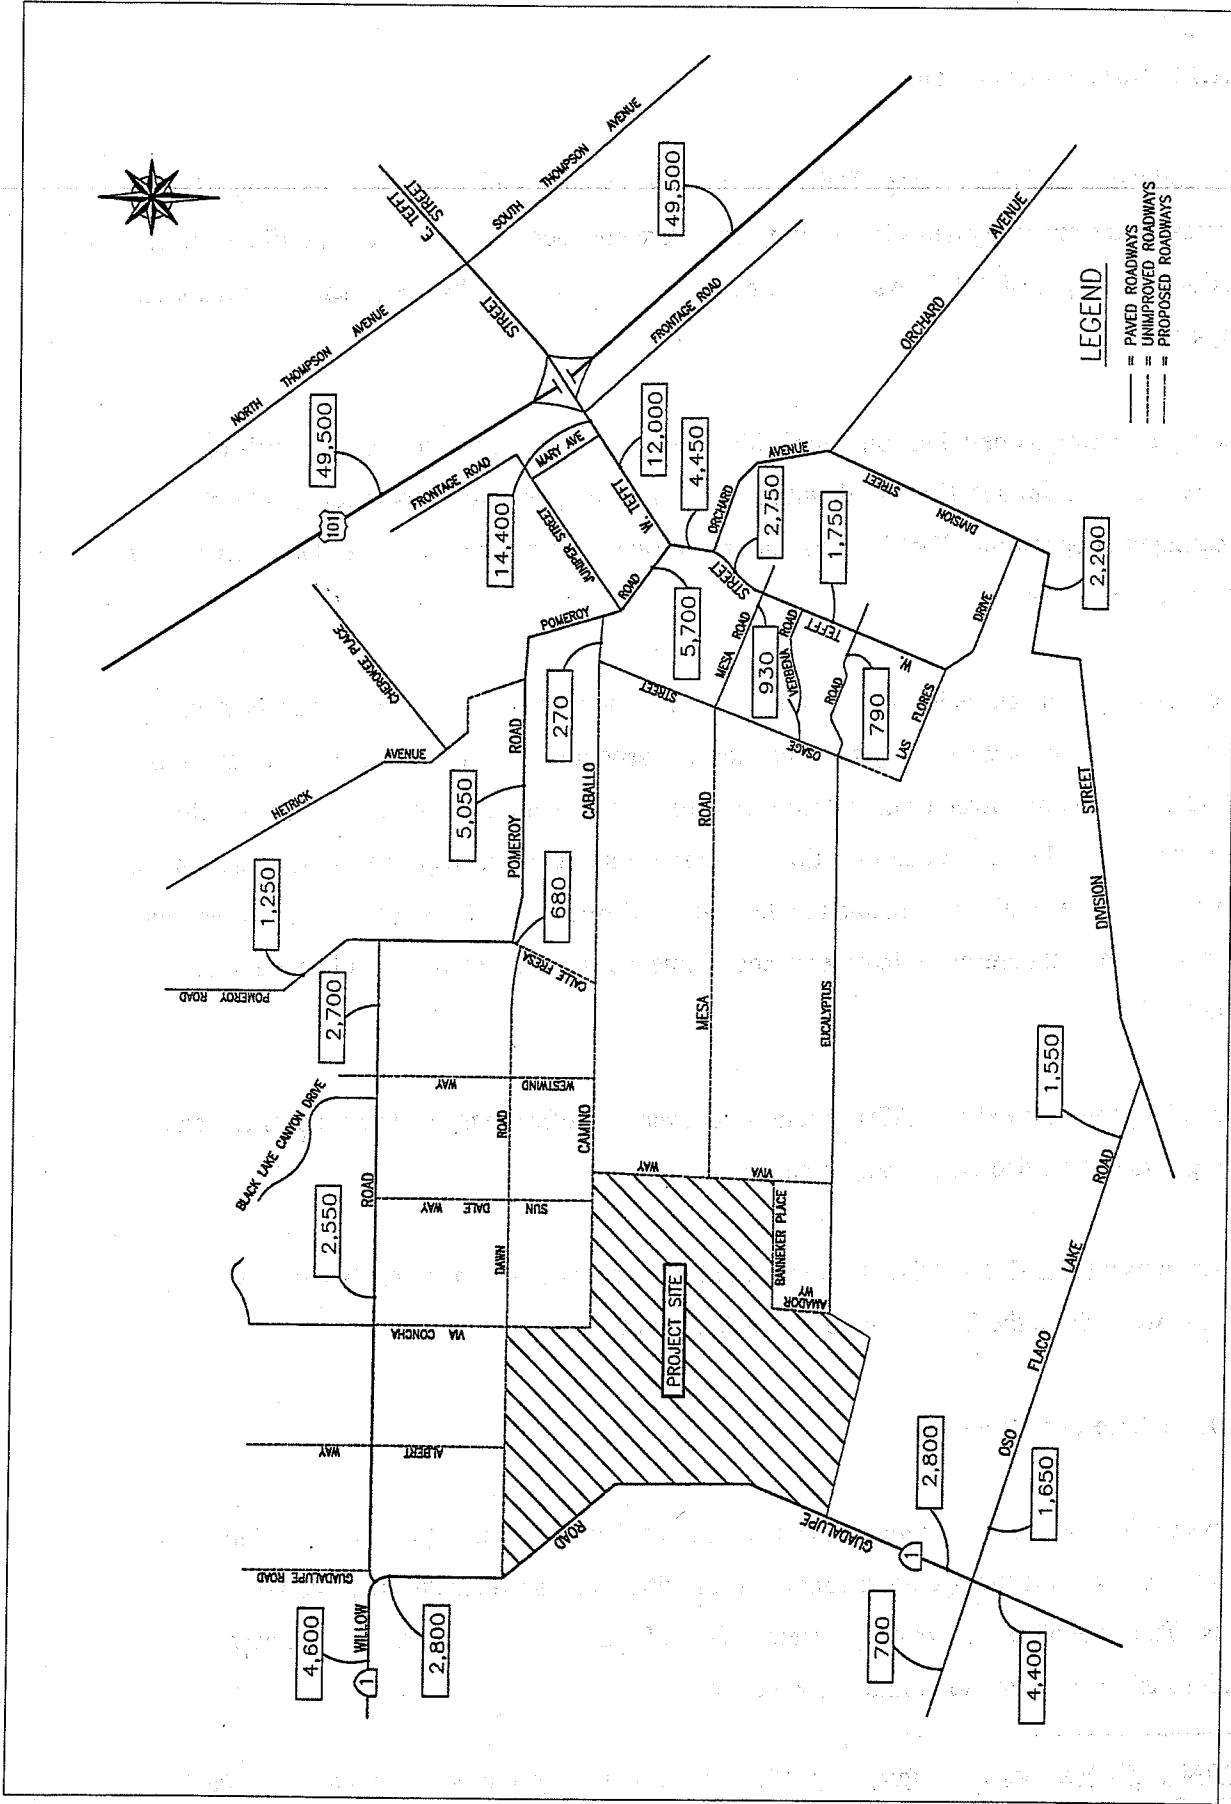 NORTH THOMPSON AVENUE
SOUTH THOMPSON AVENUE
E. TEFFT STREET
STREET
49,500
101
49,500
FRONTAGE ROAD
FRONTAGE ROAD
MARY AVE
14,400
JUNIPER STREET
W. TEFFT
12,000
4,450
ORCHARD AVENUE
ORCHARD AVENUE
CHEROKEE PLACE
HETRICK AVENUE
POMEROY ROAD
5,700
STREET
2,750
MESA ROAD
930
VERBENA ROAD
TEFFT
1,750
ROAD
790
W.
LAS FLORES DRIVE
DIVISION STREET
2,200
270
POMEROY ROAD
5,050
680
CABALLO
OSAGE STREET
1,250
POMEROY ROAD
2,700
CALLE FRESA
MESA ROAD
EUCALYPTUS
DIVISION STREET
BLACK LAKE CANYON DRIVE
WESTWIND WAY
ROAD
CAMINO
2,550
ROAD
SUN DALE WAY
DAWN
VIA CONCHA
VIVA WAY
BANNEKER PLACE
AMADOR WY
PROJECT SITE
ALBERT WAY
GUADALUPE ROAD
WILLOW
1
4,600
2,800
ROAD
GUADALUPE
1
2,800
OSO FLACO LAKE ROAD
1,550
1,650
700
4,400
LEGEND
= PAVED ROADWAYS
= UNIMPROVED ROADWAYS
= PROPOSED ROADWAYS